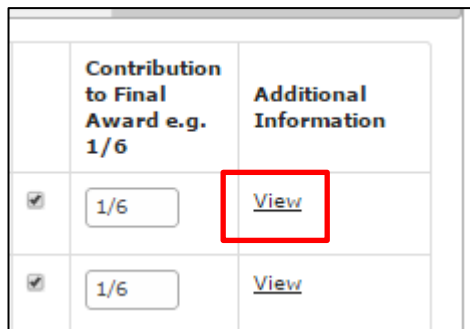 Contribution
to Final
Award e.g.
1/6
Additional
Information
1/6
View
1/6
View